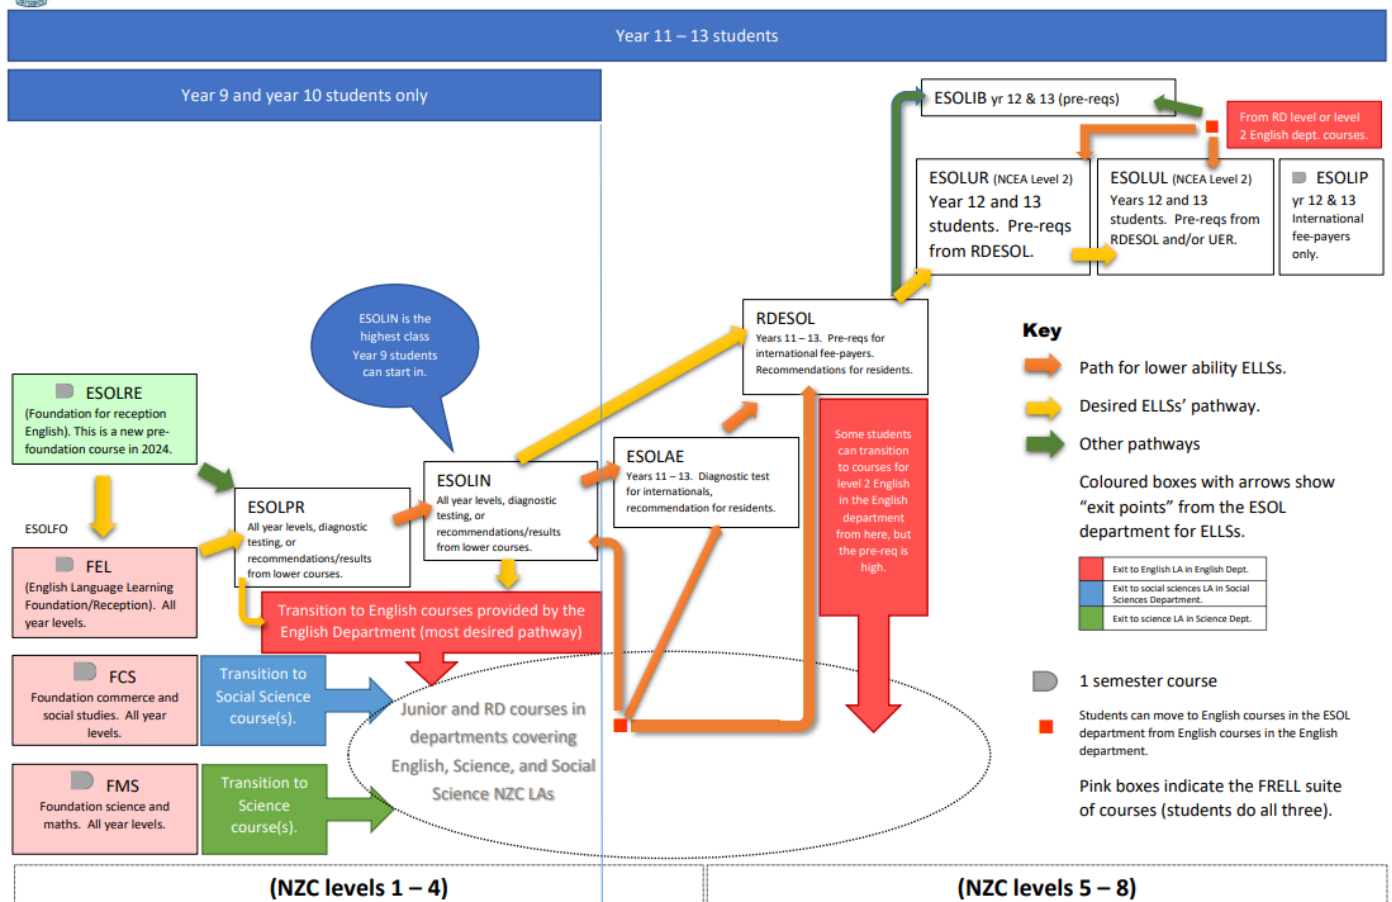 Year 11 – 13 students
Year 9 and year 10 students only
ESOLIB yr 12 & 13 (pre-reqs)
From RD level or level
2 English dept. courses.
ESOLUR (NCEA Level 2)
Year 12 and 13
students. Pre-reqs
from RDESOL.
ESOLUL (NCEA Level 2)
Years 12 and 13
students. Pre-reqs from
RDESOL and/or UER.
ESOLIP
yr 12 & 13
International
fee-payers
only.
ESOLIN is the
highest class
Year 9 students
can start in.
RDESOL
Years 11 – 13. Pre-reqs for
international fee-payers.
Recommendations for residents.
Key
Path for lower ability ELLSs.
Desired ELLSs’ pathway.
Other pathways
Coloured boxes with arrows show
“exit points” from the ESOL
department for ELLSs.
Exit to English LA in English Dept.
Exit to social sciences LA in Social
Sciences Department.
Exit to science LA in Science Dept.
1 semester course
Students can move to English courses in the ESOL
department from English courses in the English
department.
Pink boxes indicate the FRELL suite
of courses (students do all three).
ESOLRE
(Foundation for reception
English). This is a new pre-
foundation course in 2024.
ESOLFO
FEL
(English Language Learning
Foundation/Reception). All
year levels.
ESOLPR
All year levels, diagnostic
testing, or
recommendations/results
from lower courses.
ESOLIN
All year levels, diagnostic
testing, or
recommendations/results
from lower courses.
ESOLAE
Years 11 – 13. Diagnostic test
for internationals,
recommendation for residents.
Some students
can transition
to courses for
level 2 English
in the English
department
from here, but
the pre-req is
high.
Transition to English courses provided by the
English Department (most desired pathway)
FCS
Foundation commerce and
social studies. All year
levels.
Transition to
Social Science
course(s).
Junior and RD courses in
departments covering
English, Science, and Social
Science NZC LAs
FMS
Foundation science and
maths. All year levels.
Transition to
Science
course(s).
(NZC levels 1 – 4)
(NZC levels 5 – 8)